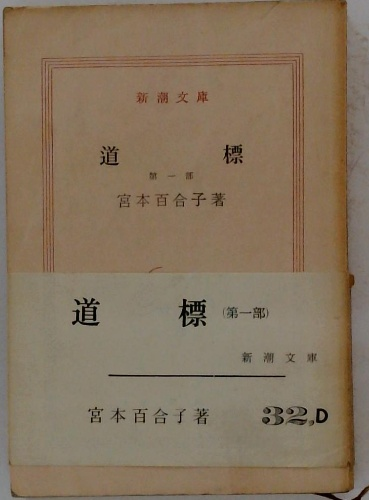 新潮文庫
道標
第一部
宮本百合子著
道標(第一部)
新潮文庫
宮本百合子著 32,D